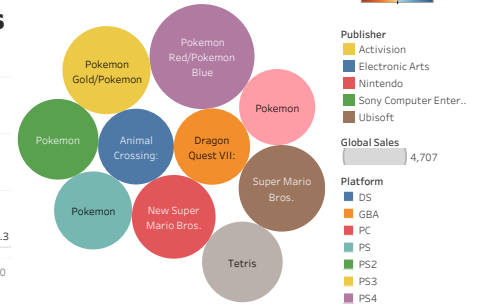 s
Pokemon
Red/Pokemon
Blue
Pokemon
Gold/Pokemon
Pokemon
Pokemon
Animal
Crossing:
Dragon
Quest VII:
Super Mario
Bros.
Pokemon
New Super
Mario Bros.
Tetris
.3
0
Publisher
Activision
Electronic Arts
Nintendo
Sony Computer Enter..
Ubisoft
Global Sales
4,707
Platform
DS
GBA
PC
PS
PS2
PS3
PS4